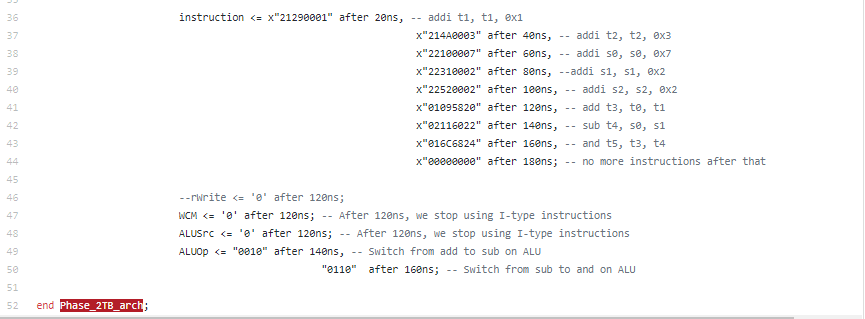 36 instruction <= x"21290001" after 20ns, -- addi t1, t1, 0x1
37 x"214A0003" after 40ns, -- addi t2, t2, 0x3
38 x"22100007" after 60ns, -- addi s0, s0, 0x7
39 x"22310002" after 80ns, --addi s1, s1, 0x2
40 x"22520002" after 100ns, -- addi s2, s2, 0x2
41 x"01095820" after 120ns, -- add t3, t0, t1
42 x"02116022" after 140ns, -- sub t4, s0, s1
43 x"016C6824" after 160ns, -- and t5, t3, t4
44 x"00000000" after 180ns; -- no more instructions after that
45
46 --rWrite <= '0' after 120ns;
47 WCM <= '0' after 120ns; -- After 120ns, we stop using I-type instructions
48 ALUSrc <= '0' after 120ns; -- After 120ns, we stop using I-type instructions
49 ALUOp <= "0010" after 140ns, -- Switch from add to sub on ALU
50 "0110" after 160ns; -- Switch from sub to and on ALU
51
52 end Phase_2TB_arch;